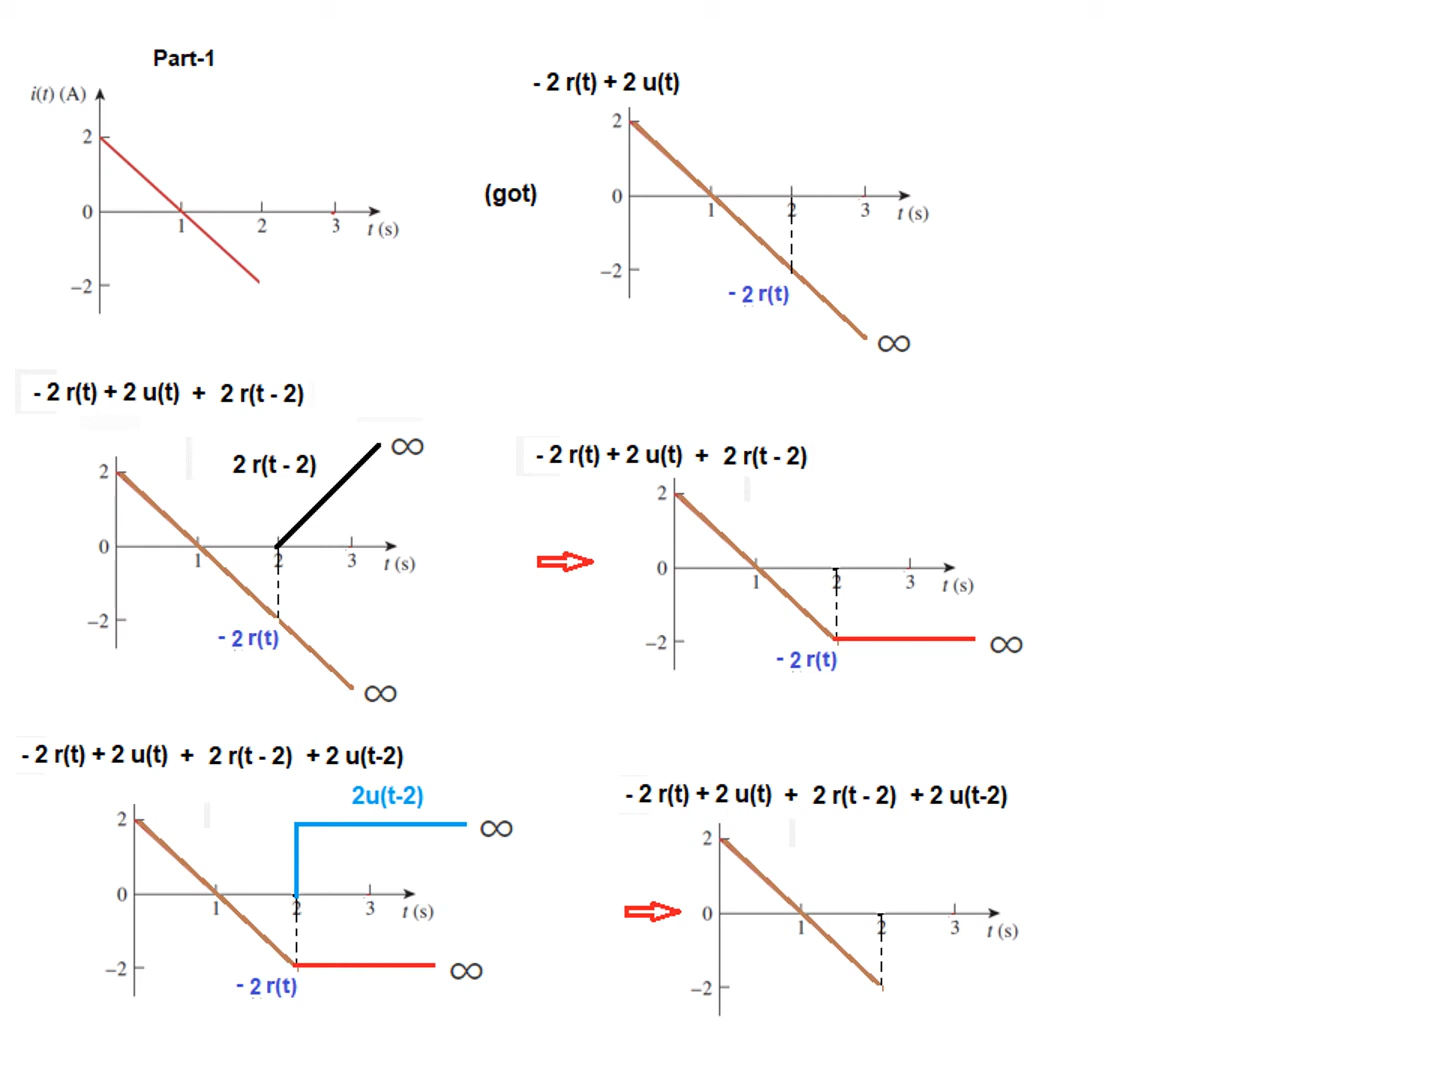 Part-1
i(t) (A)
2
0
1
2
3
t (s)
−2
- 2 r(t) + 2 u(t)
(got)
2
0
1
2
3
t (s)
−2
- 2 r(t)
∞
- 2 r(t) + 2 u(t) + 2 r(t - 2)
2 r(t - 2)
∞
2
0
1
2
3
t (s)
−2
- 2 r(t)
∞
- 2 r(t) + 2 u(t) + 2 r(t - 2)
2
0
1
2
3
t (s)
−2
- 2 r(t)
∞
- 2 r(t) + 2 u(t) + 2 r(t - 2) + 2 u(t-2)
2u(t-2)
∞
2
0
1
2
3
t (s)
−2
- 2 r(t)
∞
- 2 r(t) + 2 u(t) + 2 r(t - 2) + 2 u(t-2)
2
0
1
2
3
t (s)
−2